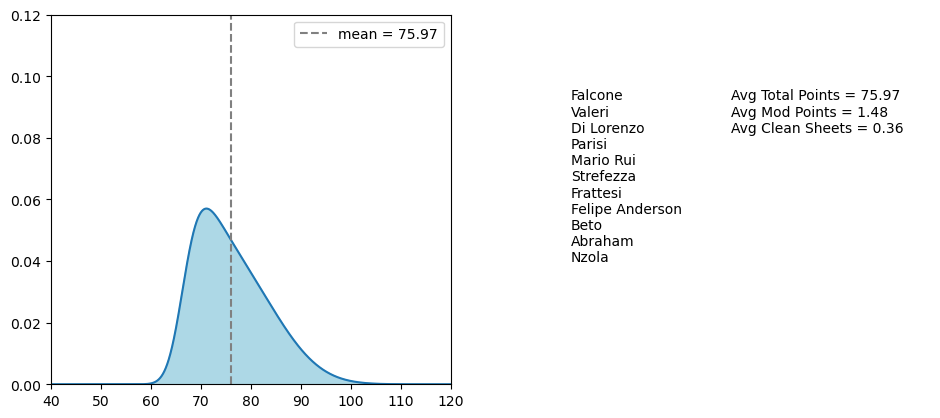 0.12
0.10
0.08
0.06
0.04
0.02
0.00
40 50 60 70 80 90 100 110 120
mean = 75.97
Falcone
Valeri
Di Lorenzo
Parisi
Mario Rui
Strefezza
Frattesi
Felipe Anderson
Beto
Abraham
Nzola
Avg Total Points = 75.97
Avg Mod Points = 1.48
Avg Clean Sheets = 0.36